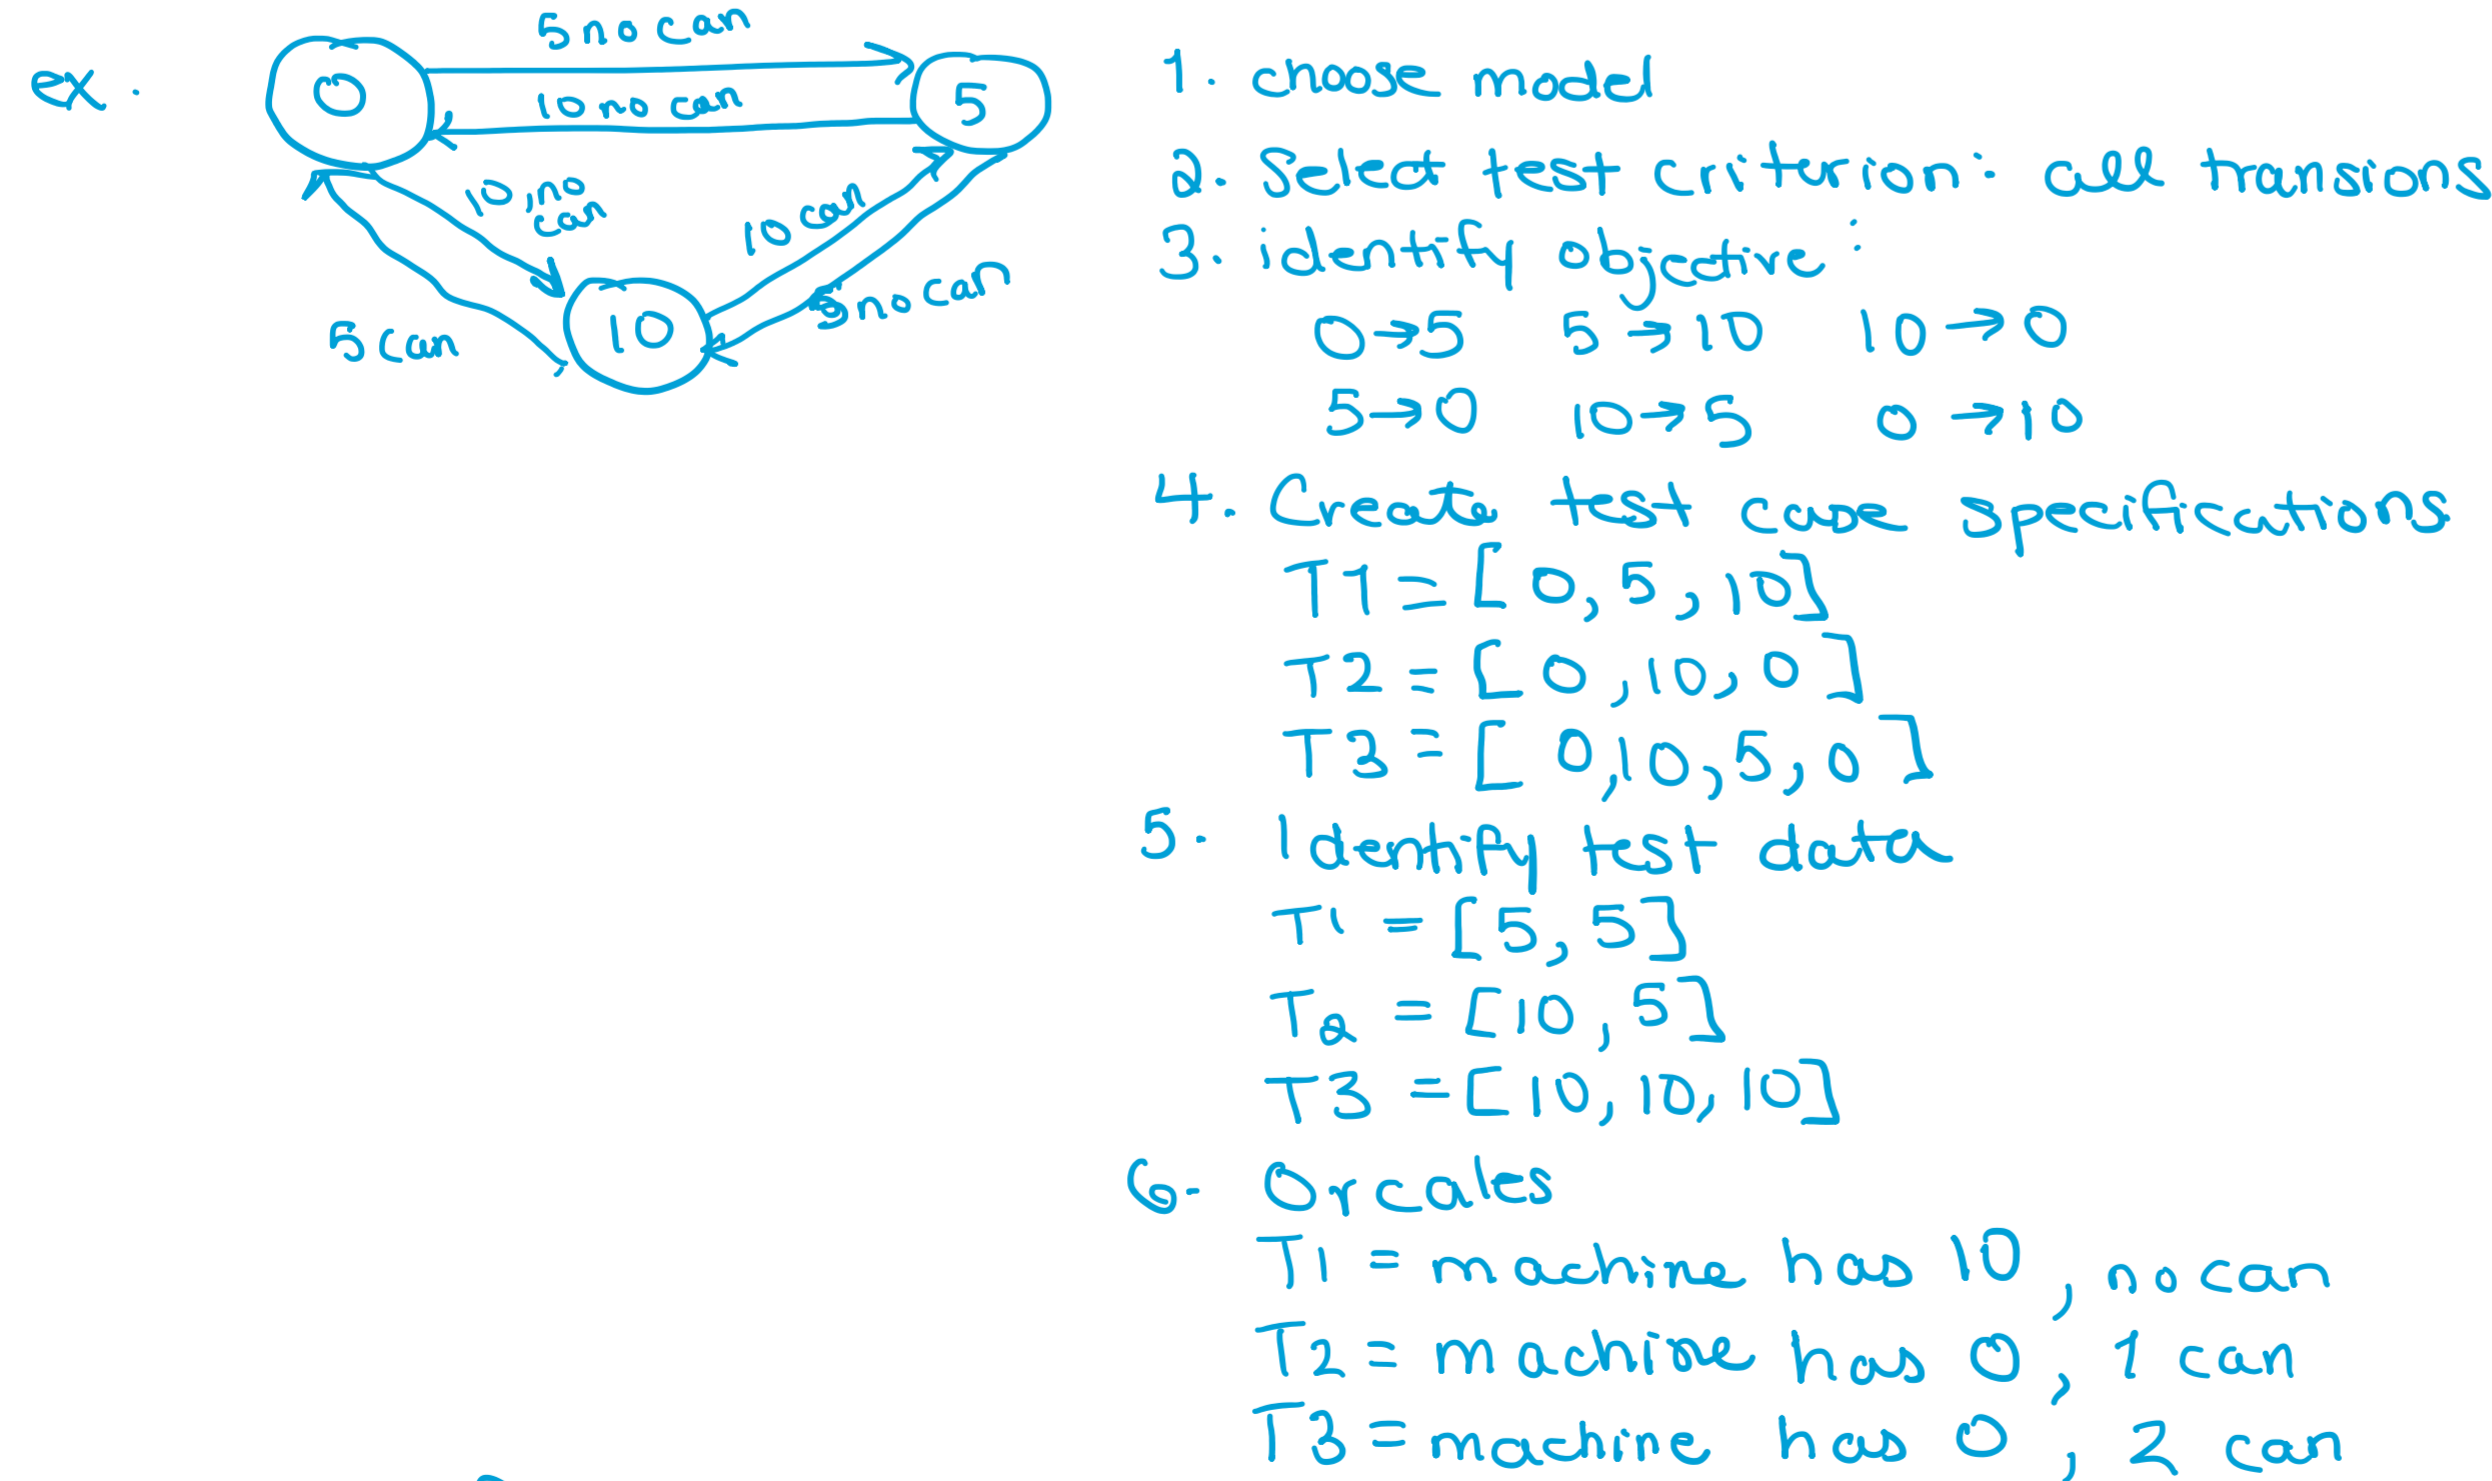 ex.
5 no can
0
5
10 no can
10, no can
10 can
5 can
10
5 no can
1. choose model
2. Select test criterion: all transitions
3. identify objective:
0→5 5→10 10→0
5→0 10→5 0→10
4. Create test case specifications
T1 = [0,5,10]
T2 = [0,10,0]
T3 = [0,10,5,0]
5. Identify test data
T1 = [5,5]
T2 = [10,5]
T3 = [10,10,10]
6- Oracles
T1 = machine has 10, no can
T2 = machine has 0, 1 can
T3 = machine has 0, 2 can